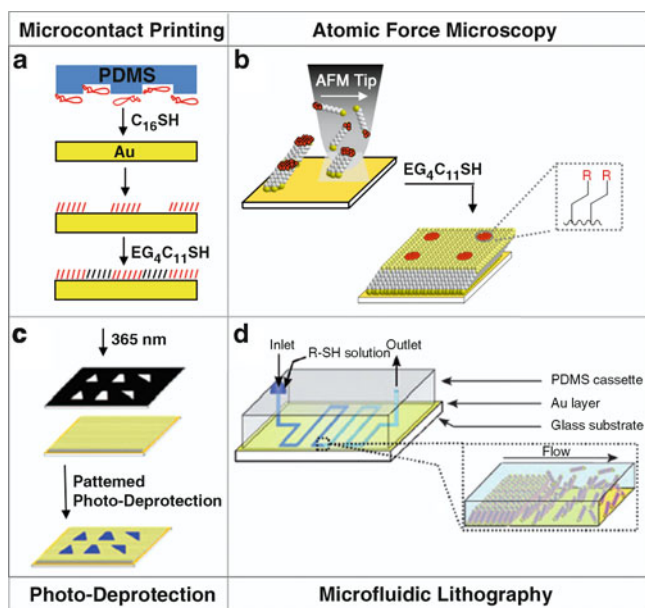 Microcontact Printing
Atomic Force Microscopy
a
PDMS
C16SH
Au
EG4C11SH
b
AFM Tip
EG4C11SH
R R
c
365 nm
Pattemed
Photo-Deprotection
d
Inlet
R-SH solution
Outlet
PDMS cassette
Au layer
Glass substrate
Flow
Photo-Deprotection
Microfluidic Lithography